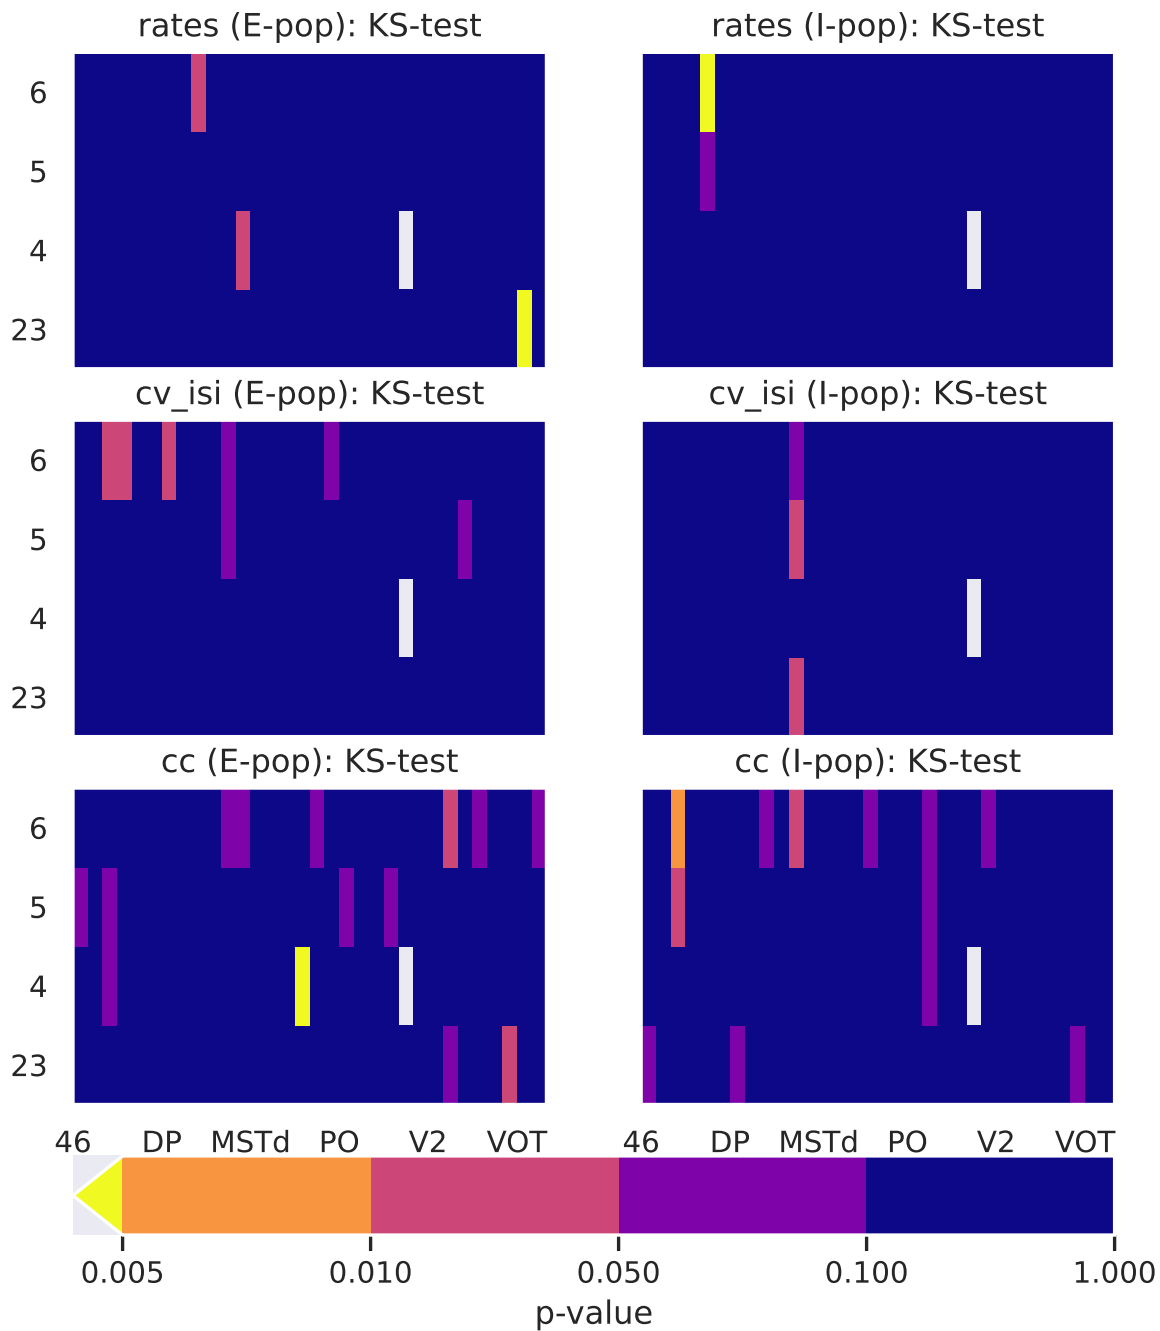 rates (E-pop): KS-test
rates (I-pop): KS-test
6
5
4
23
cv_isi (E-pop): KS-test
cv_isi (I-pop): KS-test
6
5
4
23
cc (E-pop): KS-test
cc (I-pop): KS-test
6
5
4
23
46 DP MSTd PO V2 VOT
46 DP MSTd PO V2 VOT
0.005 0.010 0.050 0.100 1.000
p-value